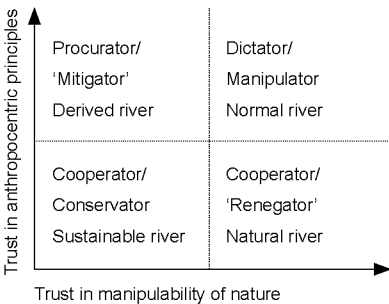 Trust in anthropocentric principles
Procurator/
‘Mitigator’
Derived river
Dictator/
Manipulator
Normal river
Cooperator/
Conservator
Sustainable river
Cooperator/
‘Renegator’
Natural river
Trust in manipulability of nature